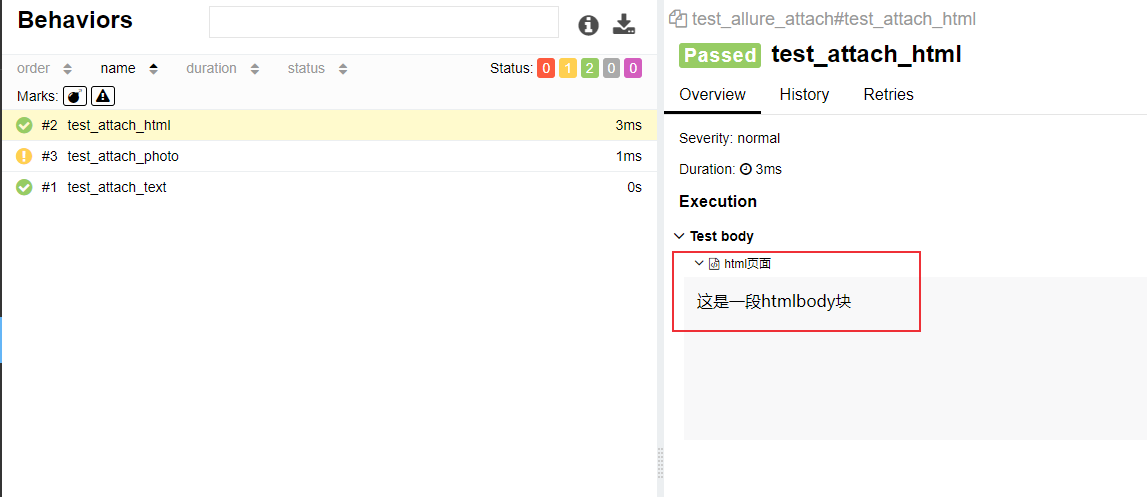 Behaviors
order name duration status Status: 0 1 2 0 0
Marks:
#2 test_attach_html 3ms
#3 test_attach_photo 1ms
#1 test_attach_text 0s
test_allure_attach#test_attach_html
Passed test_attach_html
Overview History Retries
Severity: normal
Duration: 3ms
Execution
Test body
html页面
这是一段htmlbody块